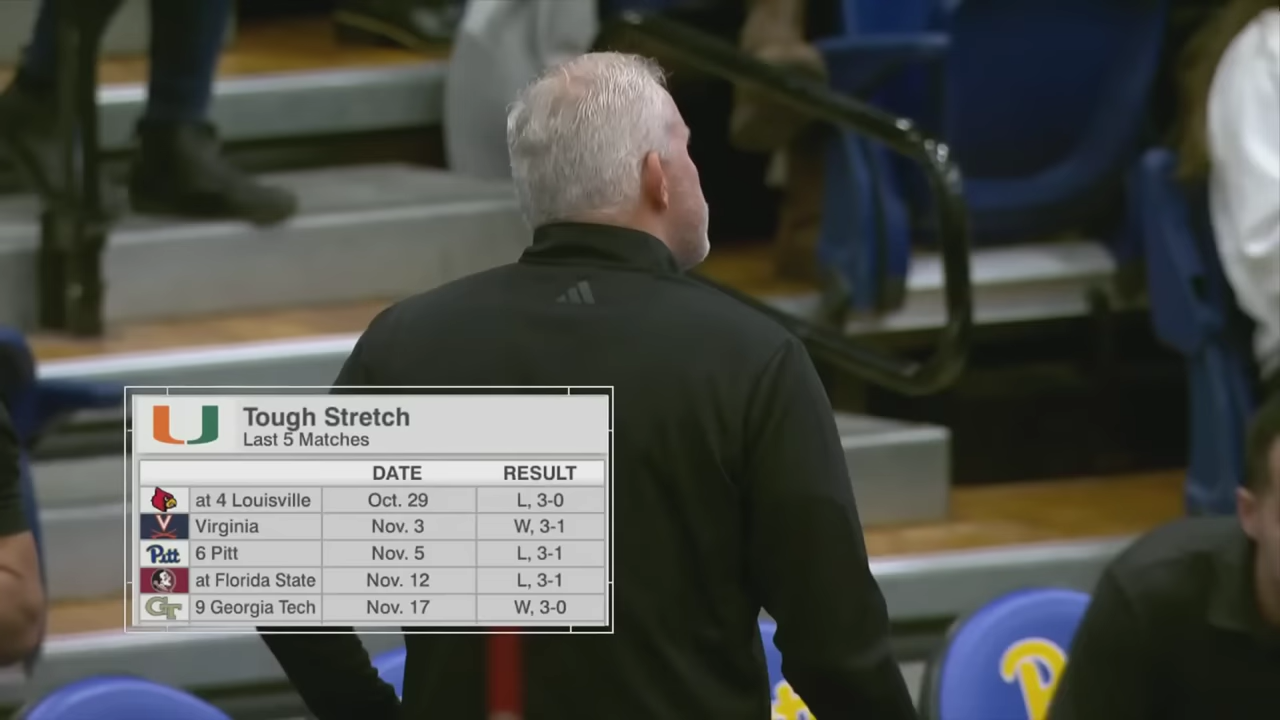 Tough Stretch
Last 5 Matches
DATE RESULT
at 4 Louisville Oct. 29 L, 3-0
Virginia Nov. 3 W, 3-1
Pitt 6 Pitt Nov. 5 L, 3-1
at Florida State Nov. 12 L, 3-1
GT 9 Georgia Tech Nov. 17 W, 3-0
P